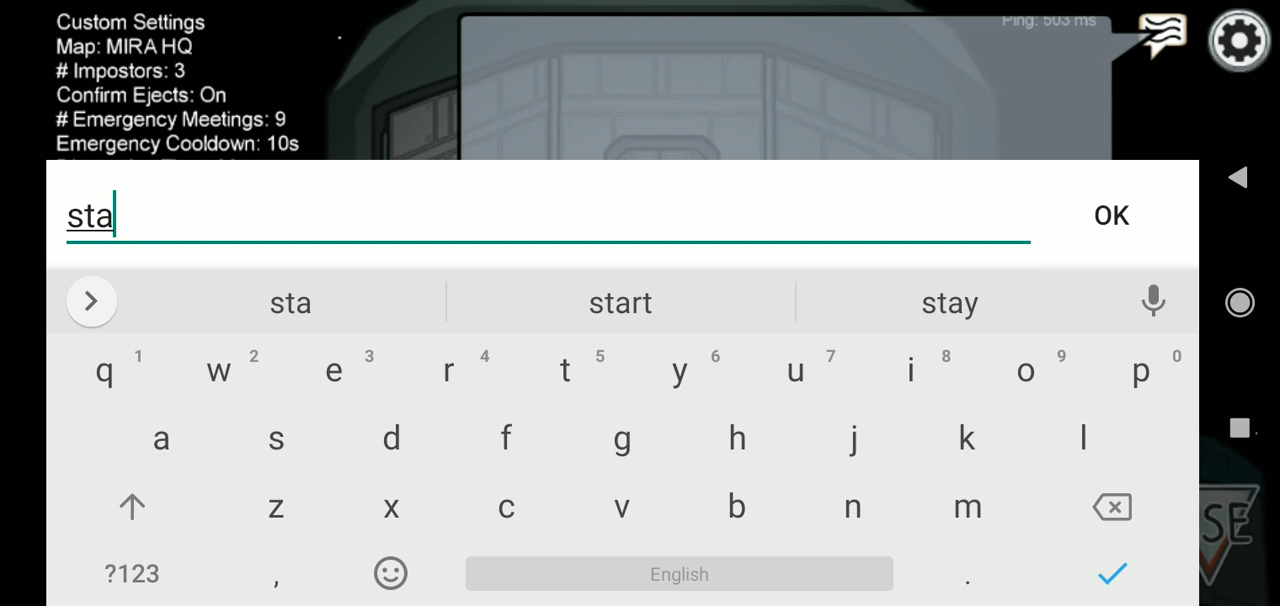 Custom Settings
Ping: 503 ms
Map: MIRA HQ
# Impostors: 3
Confirm Ejects: On
# Emergency Meetings: 9
Emergency Cooldown: 10s
sta
OK
sta start stay
q 1 w 2 e 3 r 4 t 5 y 6 u 7 i 8 o 9 p 0
a s d f g h j k l
z x c v b n m
?123 , English .
SE